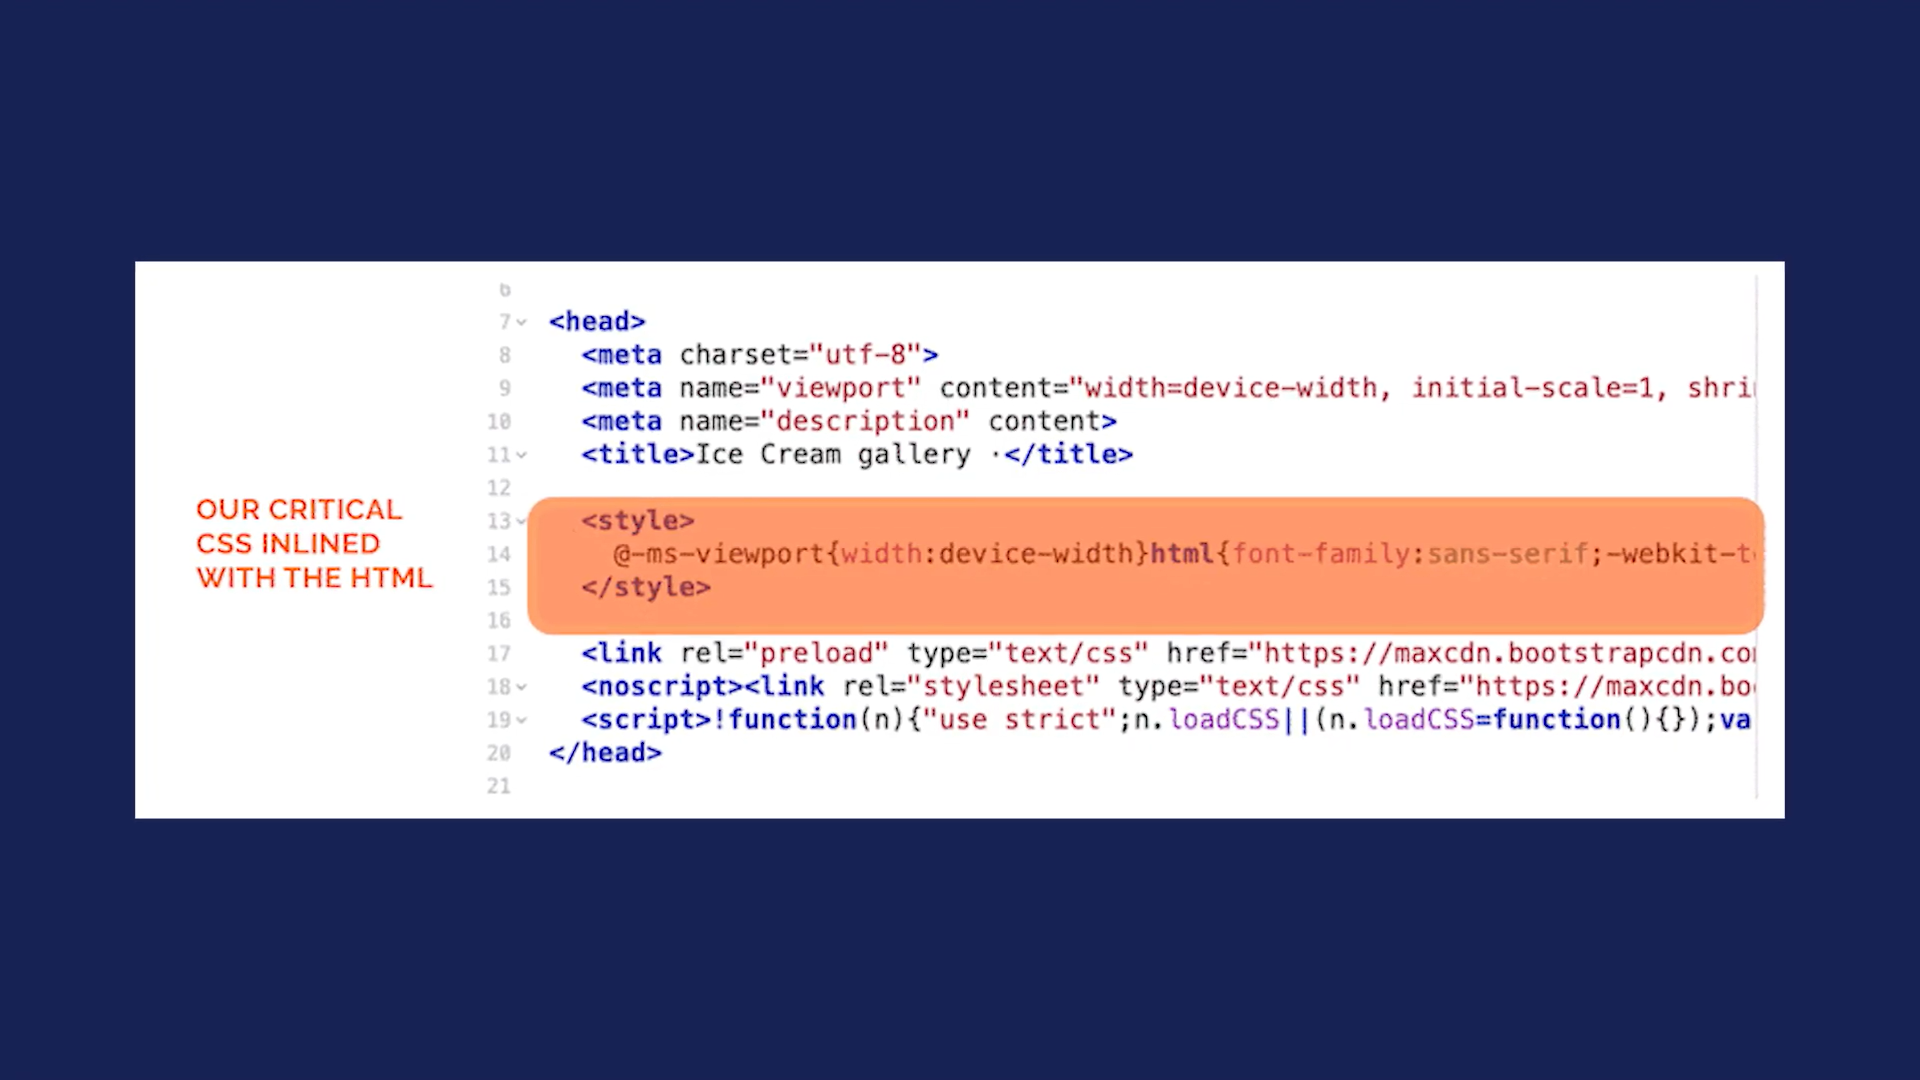 6
7 <head>
8 <meta charset="utf-8">
9 <meta name="viewport" content="width=device-width, initial-scale=1,
10 <meta name="description" content>
11 <title>Ice Cream gallery ·</title>
12
OUR CRITICAL
CSS INLINED
WITH THE HTML
13 <style>
14 @-ms-viewport{width:device-width}html{font-family:sans-serif;-webkit-
15 </style>
16
17 <link rel="preload" type="text/css" href="https://maxcdn.bootstrapcdn.
18 <noscript><link rel="stylesheet" type="text/css" href="https://maxcdn.
19 <script>!function(n){"use strict";n.loadCSS||(n.loadCSS=function(){});va
20 </head>
21